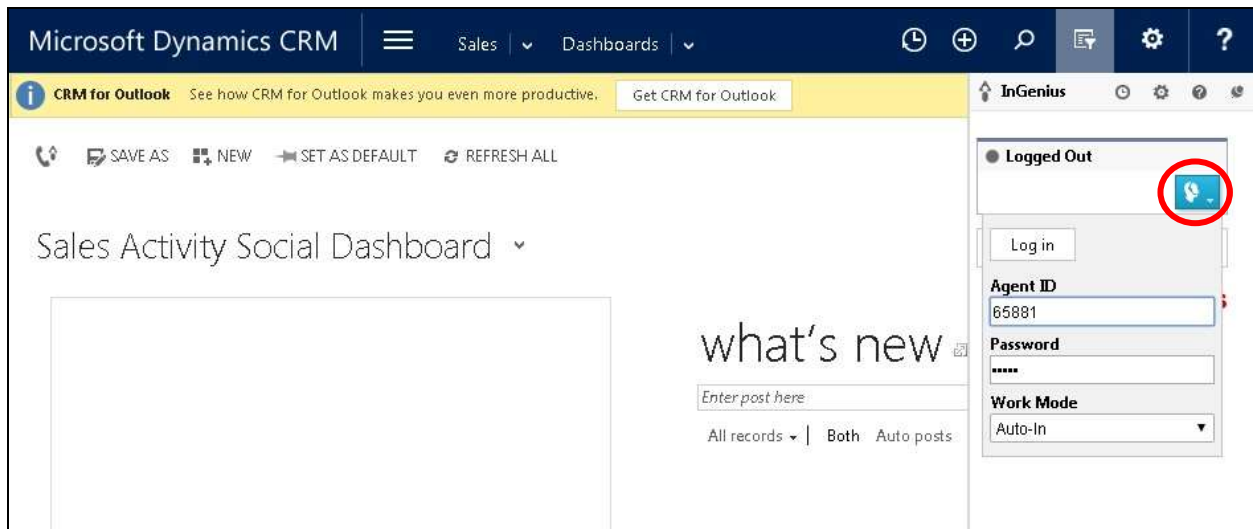 Microsoft Dynamics CRM Sales Dashboards ?
CRM for Outlook See how CRM for Outlook makes you even more productive. Get CRM for Outlook
InGenius
SAVE AS NEW SET AS DEFAULT REFRESH ALL
Logged Out
Sales Activity Social Dashboard
Log in
Agent ID
65881
what's new
Password
•••••
Enter post here
Work Mode
All records | Both Auto posts
Auto-In